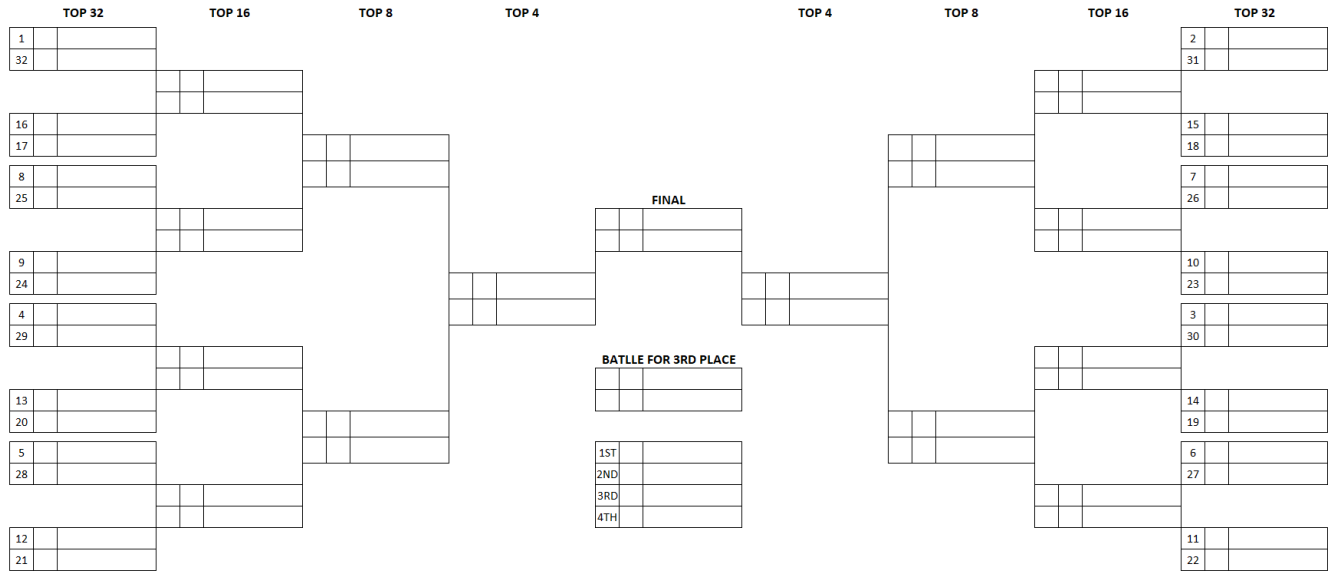 TOP 32 TOP 16 TOP 8 TOP 4 TOP 4 TOP 8 TOP 16 TOP 32
1 2
32 31
16 15
17 18
8 7
25 26
FINAL
9 10
24 23
4 3
29 30
BATLLE FOR 3RD PLACE
13 14
20 19
5 1ST 6
28 2ND 27
3RD
4TH
12 11
21 22